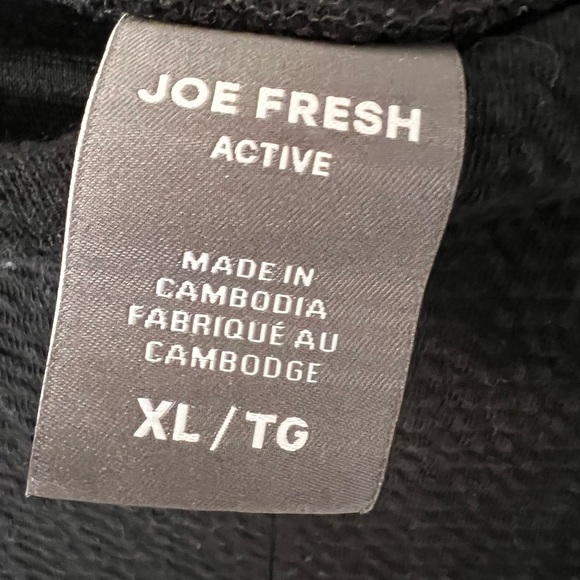 JOE FRESH
ACTIVE
MADE IN
CAMBODIA
FABRIQUÉ AU
CAMBODGE
XL / TG